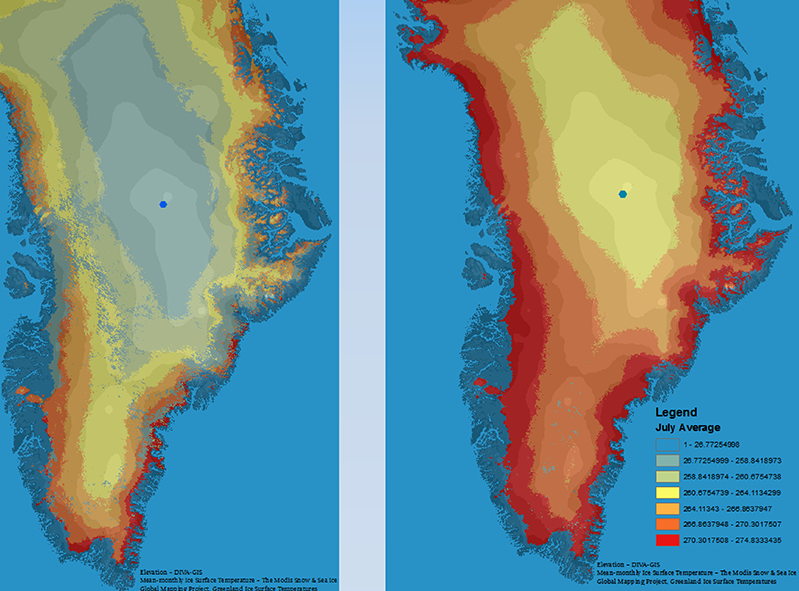 Legend
July Average
1 - 26.77254998
26.77254999 - 258.8418973
258.8418974 - 260.6754738
260.6754739 - 264.1134299
264.11343 - 266.8637947
266.8637948 - 270.3017507
270.3017508 - 274.8333435
Elevation – DIVA-GIS
Mean-monthly Ice Surface Temperature – The Modis Snow & Sea Ice
Global Mapping Project, Greenland Ice Surface Temperatures
Elevation – DIVA-GIS
Mean-monthly Ice Surface Temperature – The Modis Snow & Sea Ice
Global Mapping Project, Greenland Ice Surface Temperatures